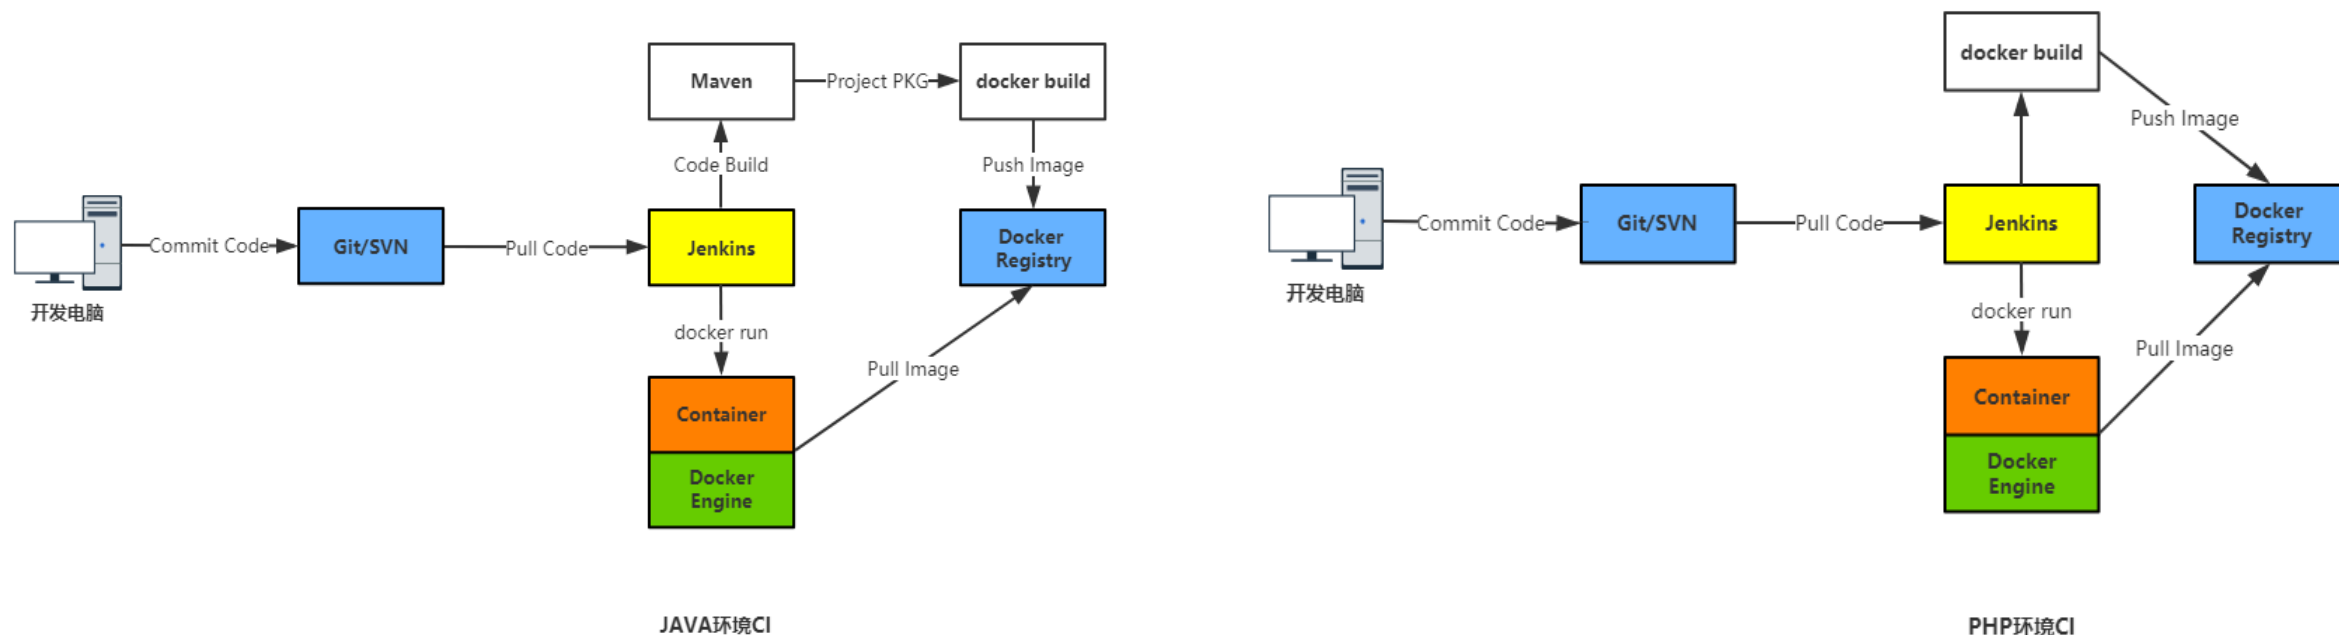 Maven
Project PKG
docker build
Code Build
Push Image
Commit Code
Git/SVN
Pull Code
Jenkins
Docker
Registry
开发电脑
docker run
Pull Image
Container
Docker
Engine
JAVA环境CI
docker build
Push Image
Commit Code
Git/SVN
Pull Code
Jenkins
Docker
Registry
开发电脑
docker run
Pull Image
Container
Docker
Engine
PHP环境CI